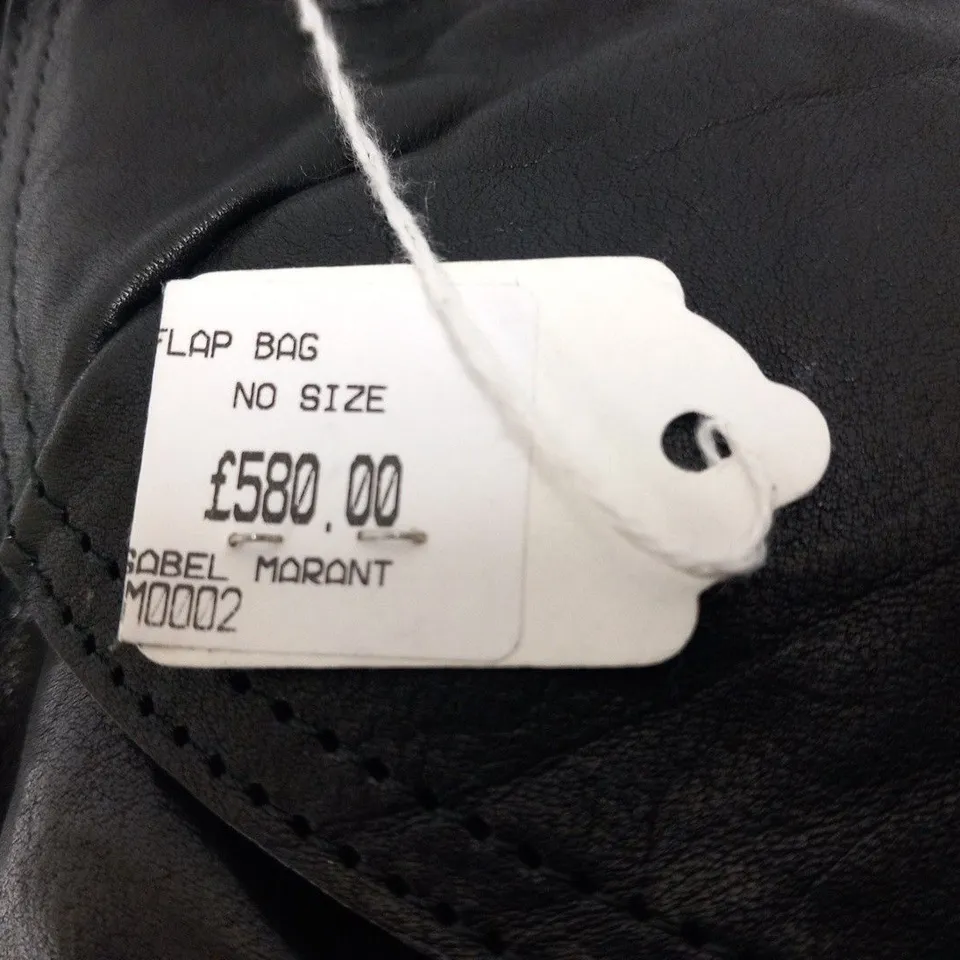 FLAP BAG
NO SIZE
£580.00
SABEL MARANT
M0002